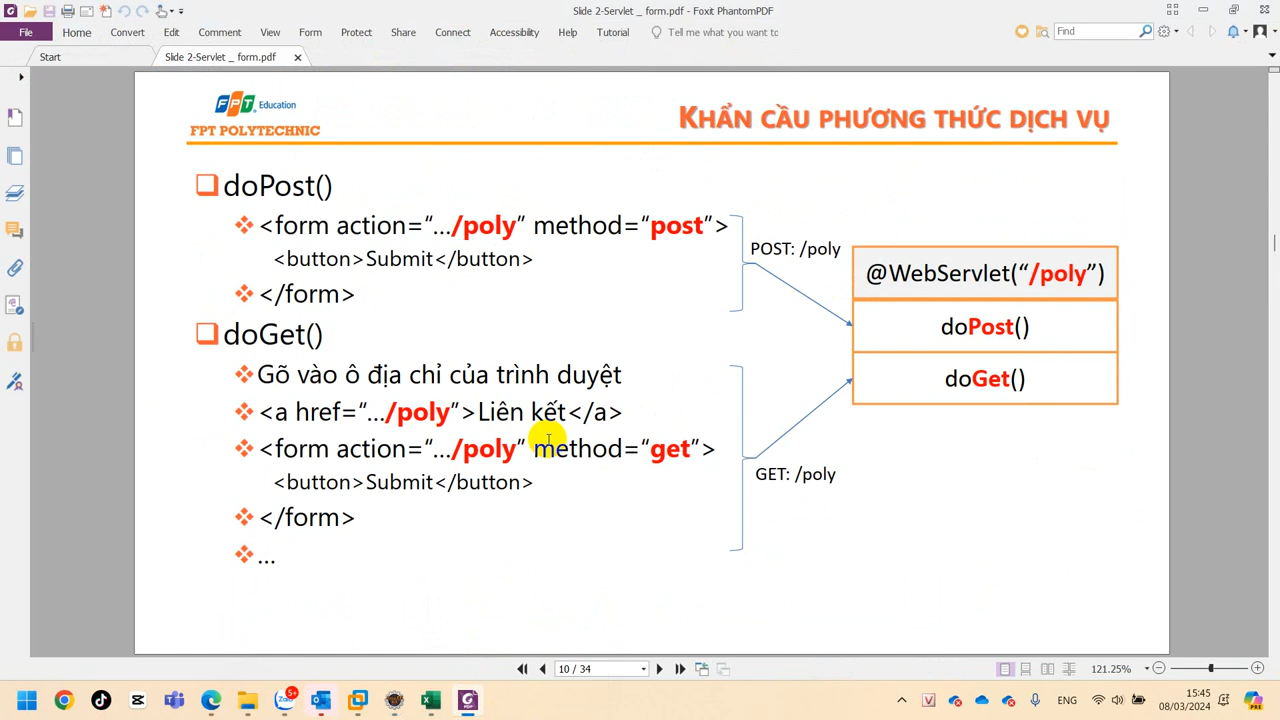 Slide 2-Servlet _ form.pdf - Foxit PhantomPDF
File Home Convert Edit Comment View Form Protect Share Connect Accessibility Help Tutorial Tell me what you want to Find
Start Slide 2-Servlet _ form.pdf
FPT Education
FPT POLYTECHNIC
KHẨN CẦU PHƯƠNG THỨC DỊCH VỤ
doPost()
<form action=“.../poly” method=“post”>
<button>Submit</button>
</form>
POST: /poly
@WebServlet(“/poly”)
doPost()
doGet()
doGet()
Gõ vào ô địa chỉ của trình duyệt
<a href=“.../poly”>Liên kết</a>
<form action=“.../poly” method=“get”>
<button>Submit</button>
</form>
...
GET: /poly
10 / 34
121.25%
5+
Zalo
PDF
ENG
15:45
08/03/2024
PRE